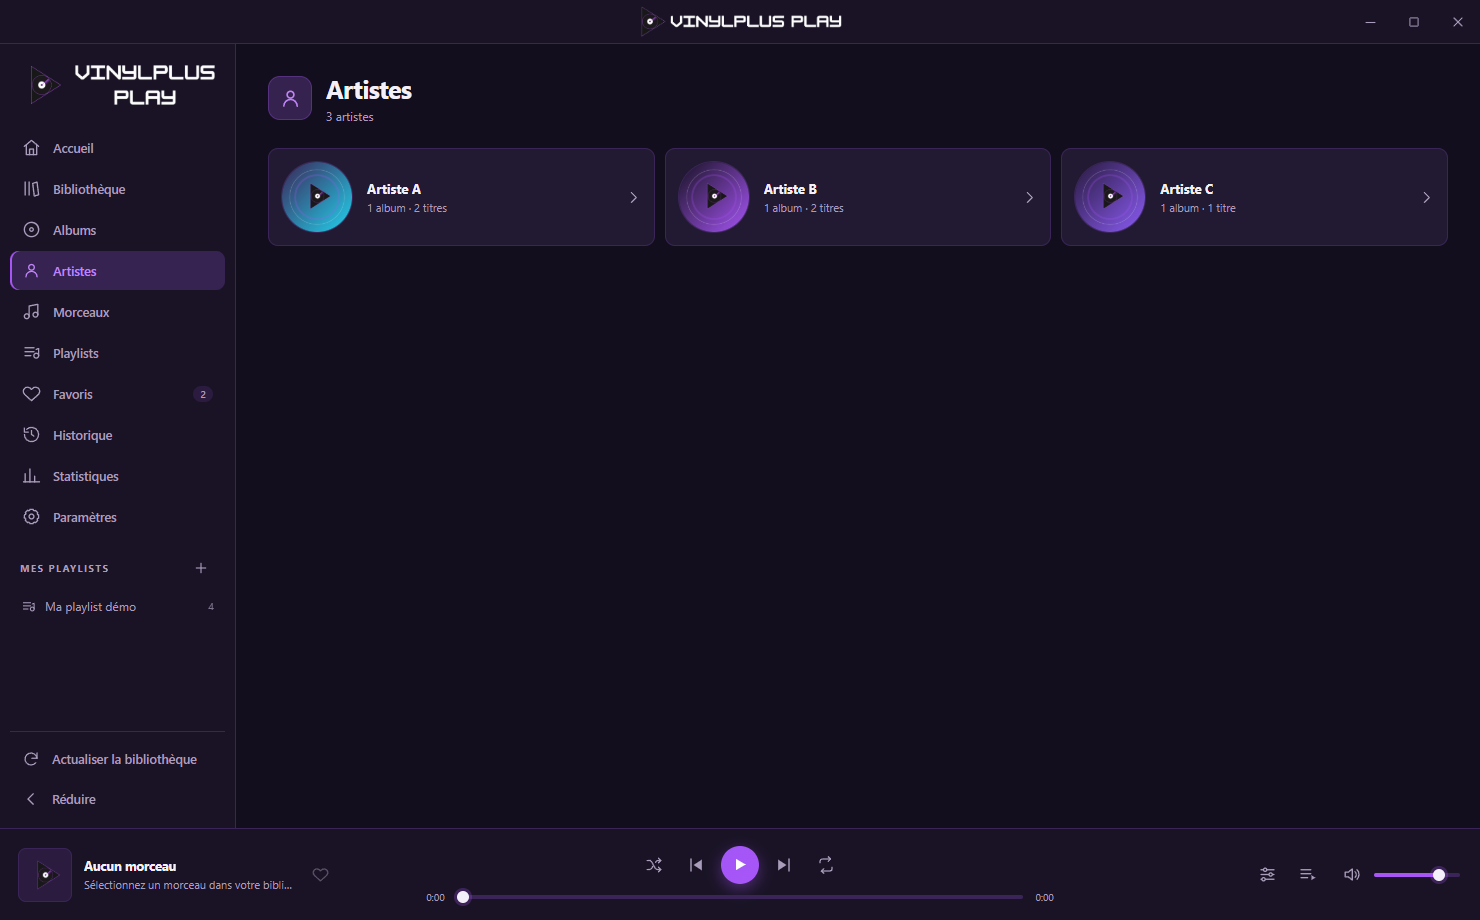 VINYLPLUS PLAY
VINYLPLUS
PLAY
Accueil
Bibliothèque
Albums
Artistes
Morceaux
Playlists
Favoris
2
Historique
Statistiques
Paramètres
MES PLAYLISTS
Ma playlist démo
4
Actualiser la bibliothèque
Réduire
Artistes
3 artistes
Artiste A
1 album · 2 titres
Artiste B
1 album · 2 titres
Artiste C
1 album · 1 titre
Aucun morceau
Sélectionnez un morceau dans votre bibli...
0:00
0:00